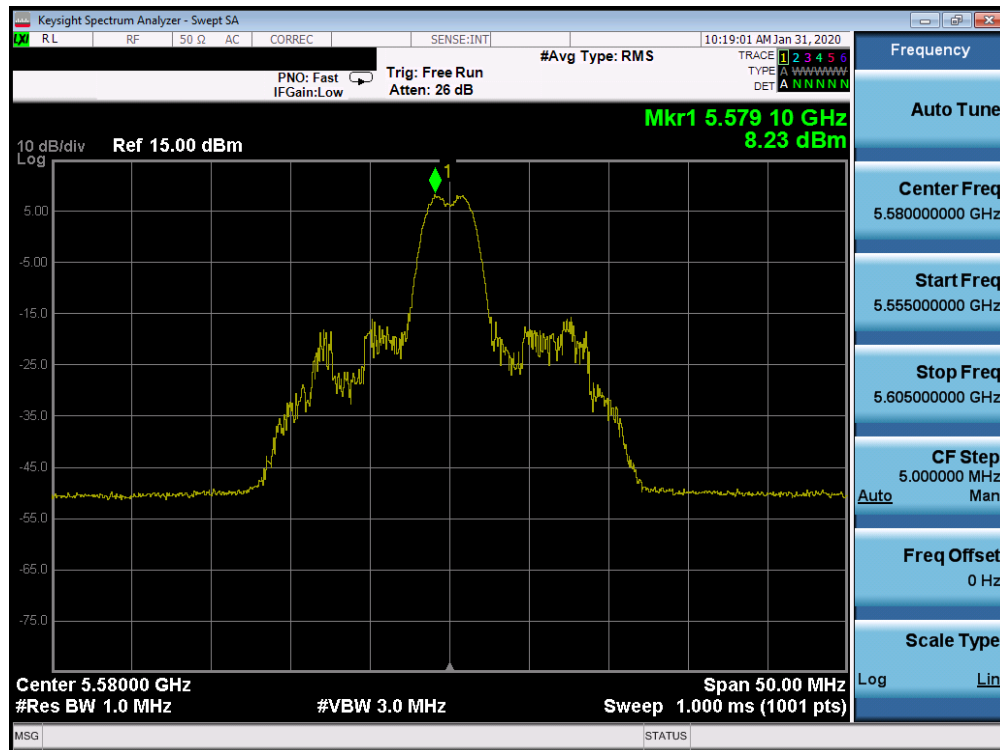 Keysight Spectrum Analyzer - Swept SA
LXI RL RF 50 Ω AC CORREC SENSE:INT 10:19:01 AM Jan 31, 2020
#Avg Type: RMS
TRACE 1 2 3 4 5 6
PNO: Fast Trig: Free Run
TYPE A WWWWW
IFGain:Low Atten: 26 dB
DET A N N N N N
Mkr1 5.579 10 GHz
8.23 dBm
10 dB/div Ref 15.00 dBm
Log
1
5.00
-5.00
-15.0
-25.0
-35.0
-45.0
-55.0
-65.0
-75.0
Center 5.58000 GHz Span 50.00 MHz
#Res BW 1.0 MHz #VBW 3.0 MHz Sweep 1.000 ms (1001 pts)
MSG STATUS
Frequency
Auto Tune
Center Freq
5.580000000 GHz
Start Freq
5.555000000 GHz
Stop Freq
5.605000000 GHz
CF Step
5.000000 MHz
Auto Man
Freq Offset
0 Hz
Scale Type
Log Lin